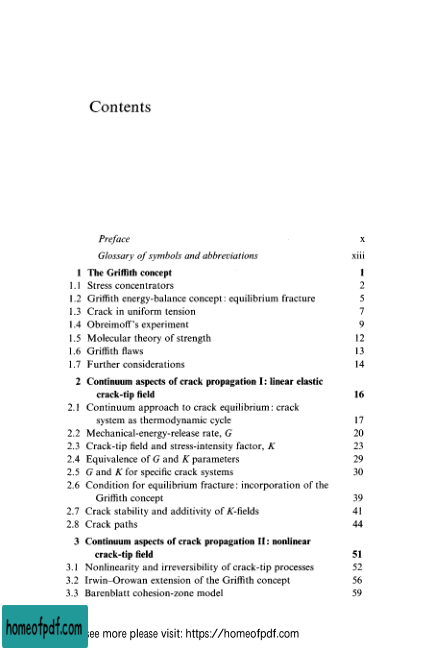 Contents
Preface x
Glossary of symbols and abbreviations xiii
1 The Griffith concept 1
1.1 Stress concentrators 2
1.2 Griffith energy-balance concept: equilibrium fracture 5
1.3 Crack in uniform tension 7
1.4 Obreimoff's experiment 9
1.5 Molecular theory of strength 12
1.6 Griffith flaws 13
1.7 Further considerations 14
2 Continuum aspects of crack propagation I: linear elastic
crack-tip field 16
2.1 Continuum approach to crack equilibrium: crack
system as thermodynamic cycle 17
2.2 Mechanical-energy-release rate, G 20
2.3 Crack-tip field and stress-intensity factor, K 23
2.4 Equivalence of G and K parameters 29
2.5 G and K for specific crack systems 30
2.6 Condition for equilibrium fracture: incorporation of the
Griffith concept 39
2.7 Crack stability and additivity of K-fields 41
2.8 Crack paths 44
3 Continuum aspects of crack propagation II: nonlinear
crack-tip field 51
3.1 Nonlinearity and irreversibility of crack-tip processes 52
3.2 Irwin–Orowan extension of the Griffith concept 56
3.3 Barenblatt cohesion-zone model 59
homeofpdf.com
see more please visit: https://homeofpdf.com